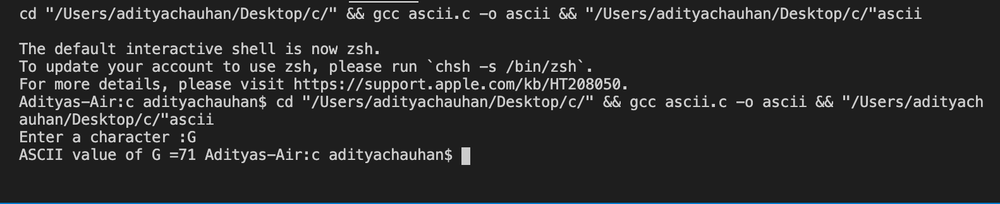 cd "/Users/adityachauhan/Desktop/c/" && gcc ascii.c -o ascii && "/Users/adityachauhan/Desktop/c/"ascii
The default interactive shell is now zsh.
To update your account to use zsh, please run `chsh -s /bin/zsh`.
For more details, please visit https://support.apple.com/kb/HT208050.
Adityas-Air:c adityachauhan$ cd "/Users/adityachauhan/Desktop/c/" && gcc ascii.c -o ascii && "/Users/adityach
auhan/Desktop/c/"ascii
Enter a character :G
ASCII value of G =71 Adityas-Air:c adityachauhan$